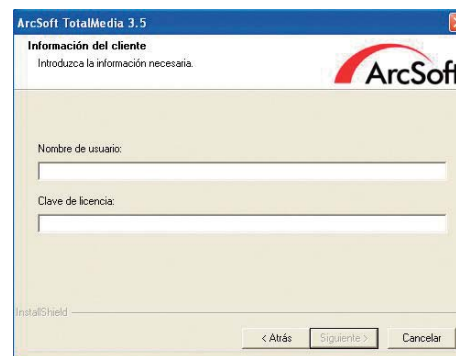 ArcSoft TotalMedia 3.5
Información del cliente
Introduzca la información necesaria.
ArcSoft
Nombre de usuario:
Clave de licencia:
InstallShield
< Atrás Siguiente > Cancelar